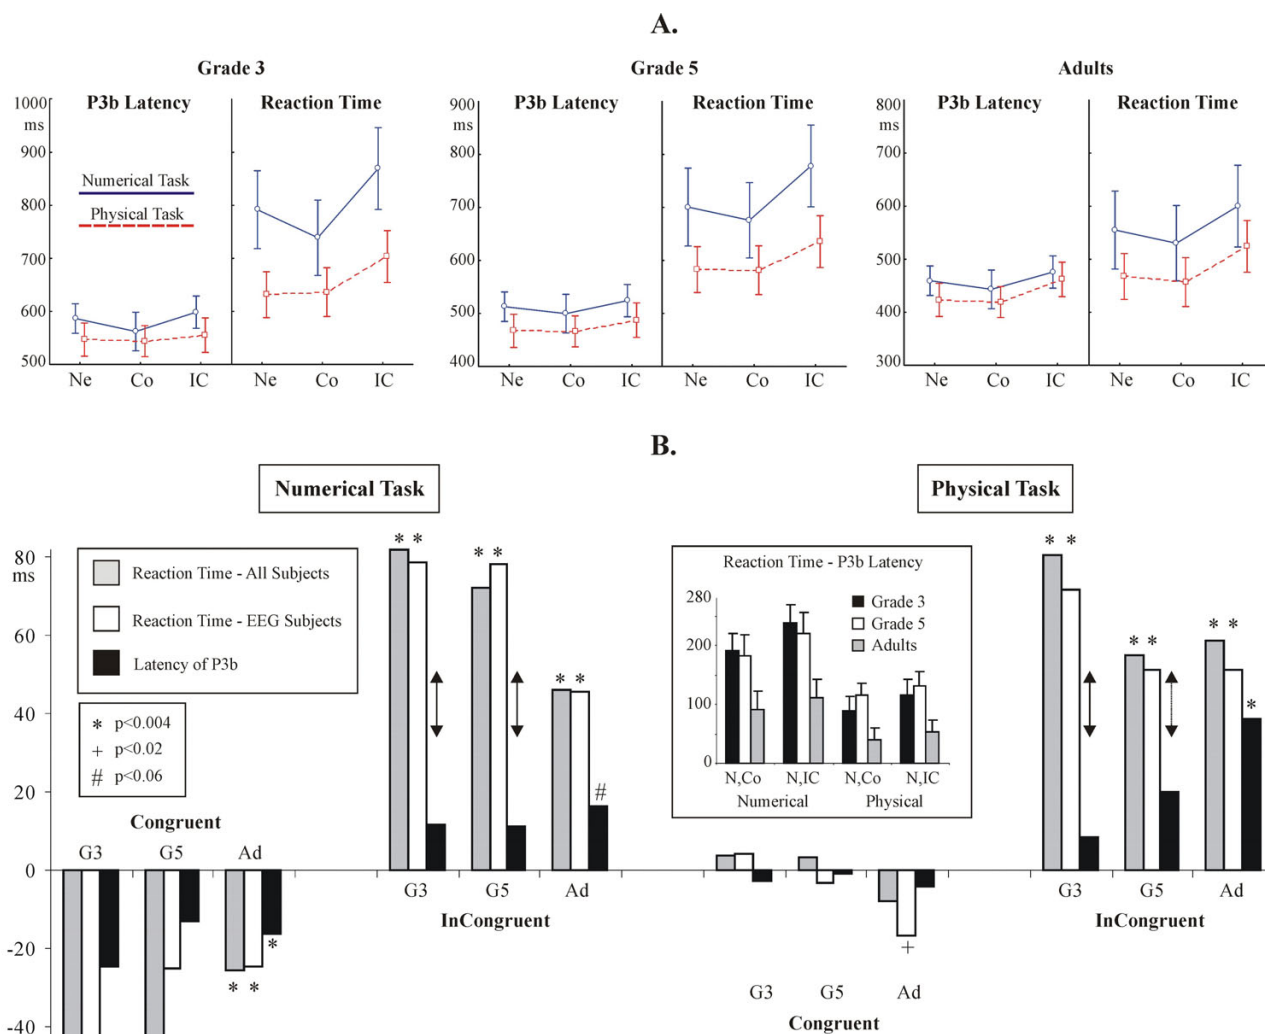 A.
Grade 3
Grade 5
Adults
P3b Latency
Reaction Time
1000
ms
900
800
700
600
500
Numerical Task
Physical Task
Ne Co IC Ne Co IC
P3b Latency
Reaction Time
900
ms
800
700
600
500
400
Ne Co IC Ne Co IC
P3b Latency
Reaction Time
800
ms
700
600
500
400
300
Ne Co IC Ne Co IC
B.
Numerical Task
80
ms
60
40
20
0
-20
-40
Reaction Time - All Subjects
Reaction Time - EEG Subjects
Latency of P3b
* p<0.004
+ p<0.02
# p<0.06
Congruent
G3 G5 Ad
* * *
* * * * * * #
G3 G5 Ad
InCongruent
Physical Task
Reaction Time - P3b Latency
280
200
100
0
Grade 3
Grade 5
Adults
N,Co N,IC N,Co N,IC
Numerical Physical
+
G3 G5 Ad
Congruent
* * * * * * *
G3 G5 Ad
InCongruent